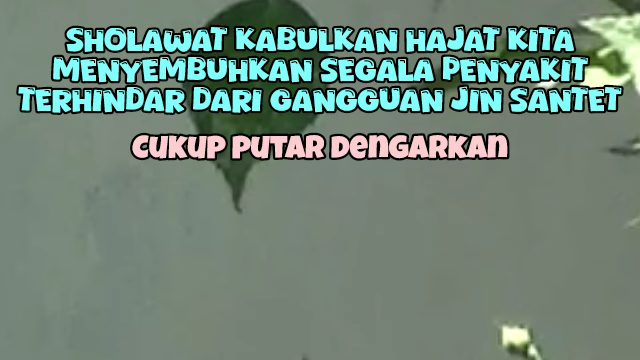 SHOLAWAT KABULKAN HAJAT KITA
MENYEMBUHKAN SEGALA PENYAKIT
TERHINDAR DARI GANGGUAN JIN SANTET
CUKUP PUTAR DENGARKAN